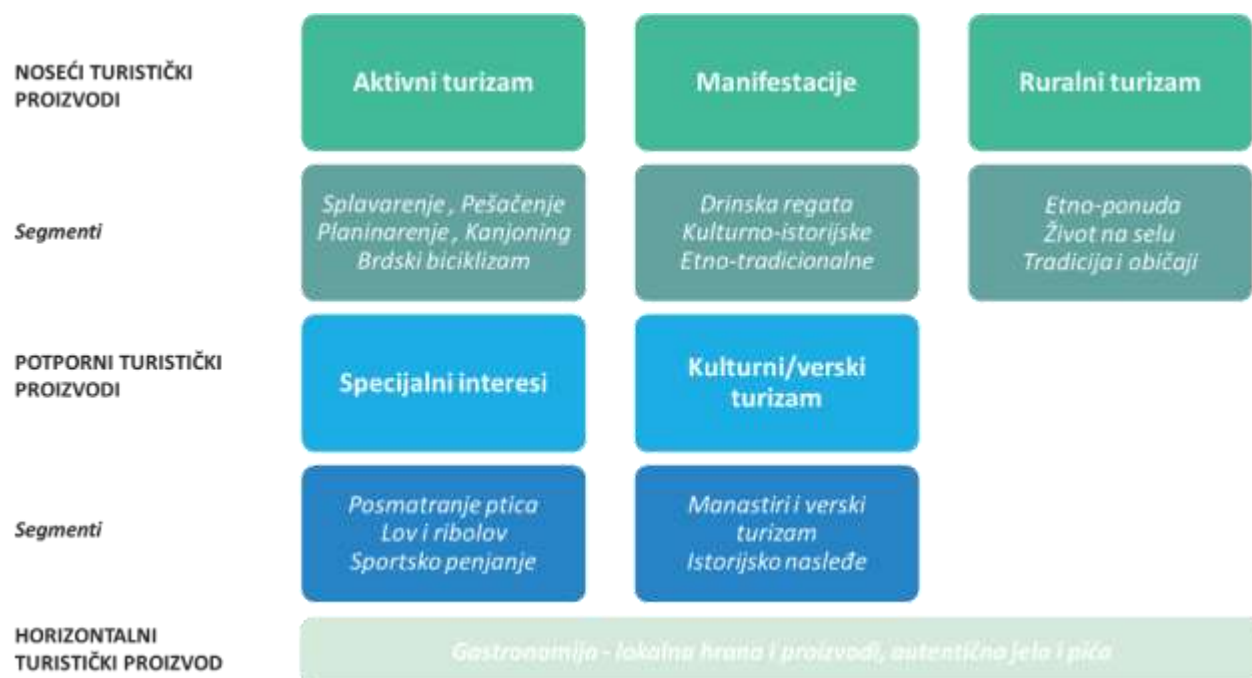 NOSEĆI TURISTIČKI
PROIZVODI
Aktivni turizam
Manifestacije
Ruralni turizam
Segmenti
Splavarenje , Pešačenje
Planinarenje , Kanjoning
Brdski biciklizam
Drinska regata
Kulturno-istorijske
Etno-tradicionalne
Etno-ponuda
Život na selu
Tradicija i običaji
POTPORNI TURISTIČKI
PROIZVODI
Specijalni interesi
Kulturni/verski
turizam
Segmenti
Posmatranje ptica
Lov i ribolov
Sportsko penjanje
Manastiri i verski
turizam
Istorijsko nasleđe
HORIZONTALNI
TURISTIČKI PROIZVOD
Gastronomija - lokalna hrana i proizvodi, autentična jela i pića